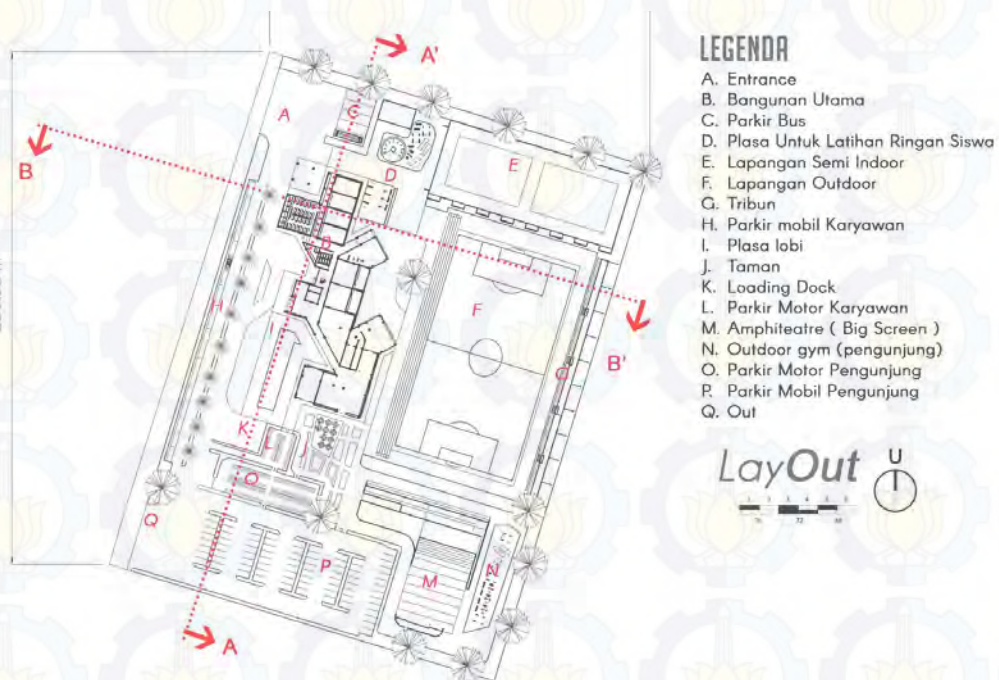 A'
A
C
B
D
E
B
H
F
I
G
B'
K
L
J
O
Q
P
M
N
A
LEGENDA
A. Entrance
B. Bangunan Utama
C. Parkir Bus
D. Plasa Untuk Latihan Ringan Siswa
E. Lapangan Semi Indoor
F. Lapangan Outdoor
G. Tribun
H. Parkir mobil Karyawan
I. Plasa lobi
J. Taman
K. Loading Dock
L. Parkir Motor Karyawan
M. Amphiteatre ( Big Screen )
N. Outdoor gym (pengunjung)
O. Parkir Motor Pengunjung
P. Parkir Mobil Pengunjung
Q. Out
LayOut
U